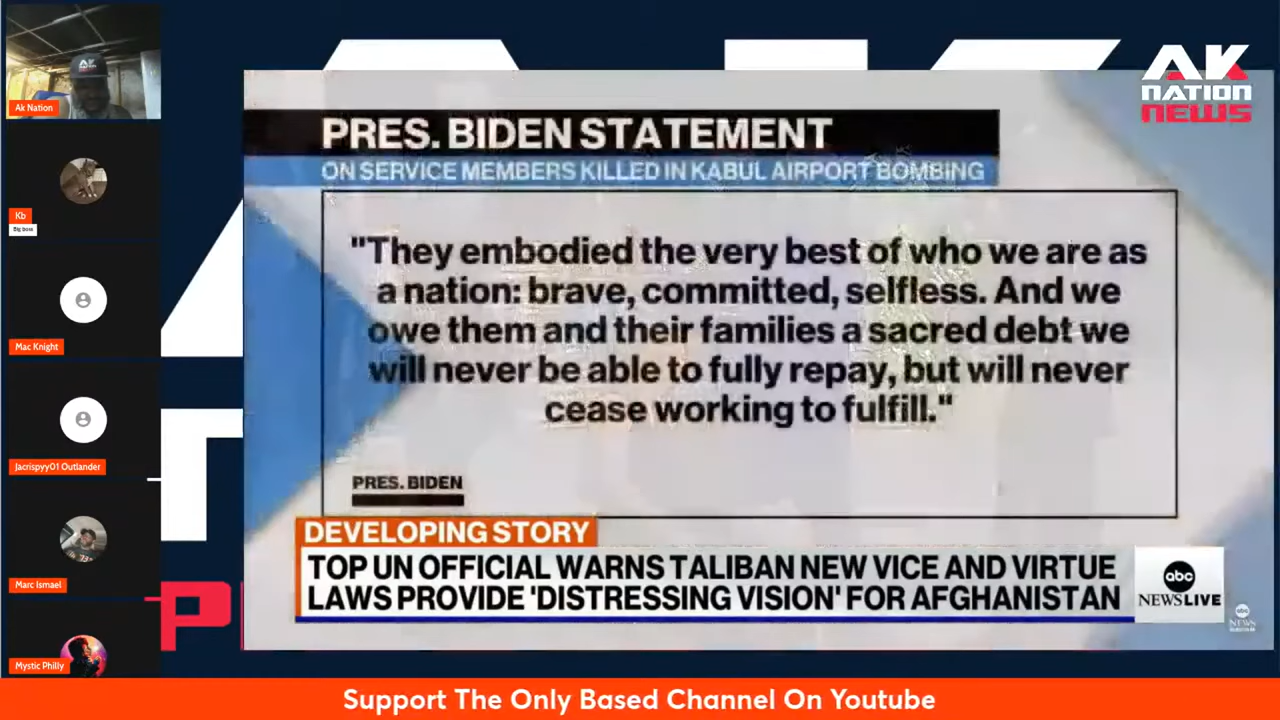 Ak Nation
Kb
Big boss
Mac Knight
Jacrispyy01 Outlander
Marc Ismael
Mystic Philly
AK
NATION
NEWS
PRES. BIDEN STATEMENT
ON SERVICE MEMBERS KILLED IN KABUL AIRPORT BOMBING
"They embodied the very best of who we are as
a nation: brave, committed, selfless. And we
owe them and their families a sacred debt we
will never be able to fully repay, but will never
cease working to fulfill."
PRES. BIDEN
DEVELOPING STORY
TOP UN OFFICIAL WARNS TALIBAN NEW VICE AND VIRTUE
LAWS PROVIDE 'DISTRESSING VISION' FOR AFGHANISTAN
abc
NEWS LIVE
abc
NEWS
Support The Only Based Channel On Youtube